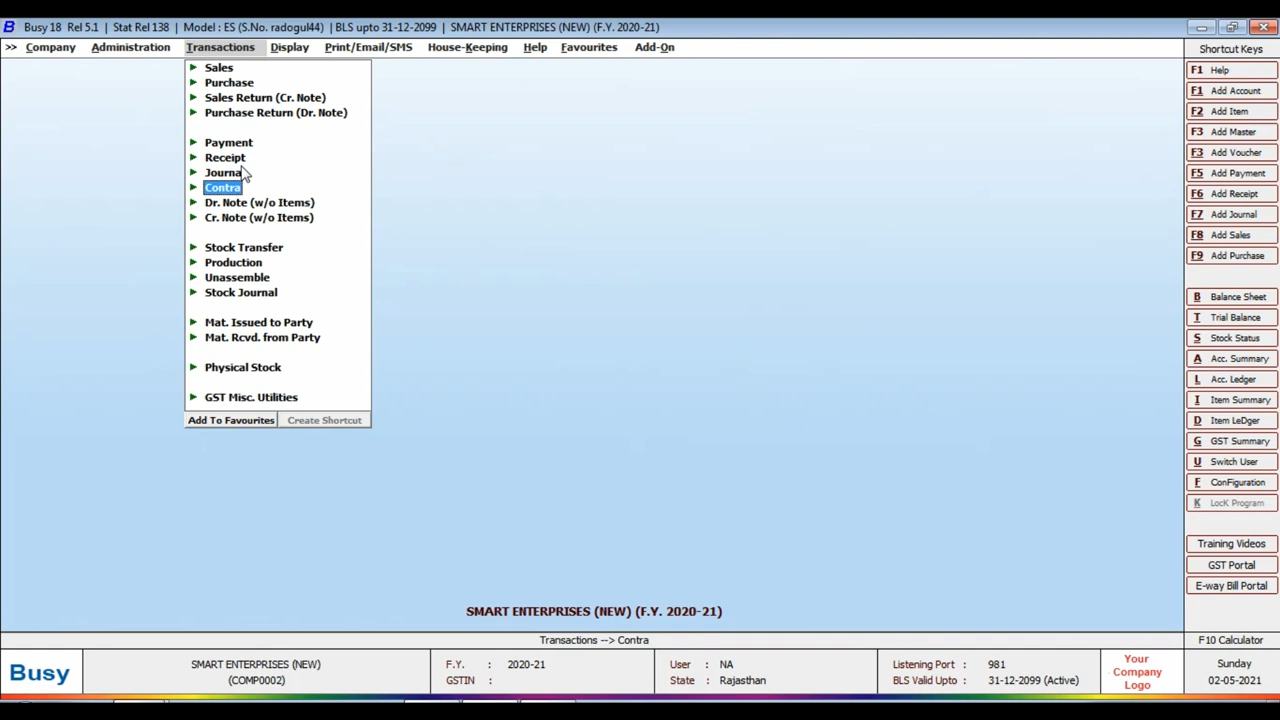 Busy 18 Rel 5.1 | Stat Rel 138 | Model : ES (S.No. radogul44) | BLS upto 31-12-2099 | SMART ENTERPRISES (NEW) (F.Y. 2020-21)
>> Company Administration Transactions Display Print/Email/SMS House-Keeping Help Favourites Add-On
Sales
Purchase
Sales Return (Cr. Note)
Purchase Return (Dr. Note)
Payment
Receipt
Journal
Contra
Dr. Note (w/o Items)
Cr. Note (w/o Items)
Stock Transfer
Production
Unassemble
Stock Journal
Mat. Issued to Party
Mat. Rcvd. from Party
Physical Stock
GST Misc. Utilities
Add To Favourites Create Shortcut
Shortcut Keys
F1 Help
F1 Add Account
F2 Add Item
F3 Add Master
F3 Add Voucher
F5 Add Payment
F6 Add Receipt
F7 Add Journal
F8 Add Sales
F9 Add Purchase
B Balance Sheet
T Trial Balance
S Stock Status
A Acc. Summary
L Acc. Ledger
I Item Summary
D Item LeDger
G GST Summary
U Switch User
F ConFiguration
K LocK Program
Training Videos
GST Portal
E-way Bill Portal
SMART ENTERPRISES (NEW) (F.Y. 2020-21)
Transactions --> Contra
F10 Calculator
Busy
SMART ENTERPRISES (NEW)
(COMP0002)
F.Y. : 2020-21
GSTIN :
User : NA
State : Rajasthan
Listening Port : 981
BLS Valid Upto : 31-12-2099 (Active)
Your
Company
Logo
Sunday
02-05-2021